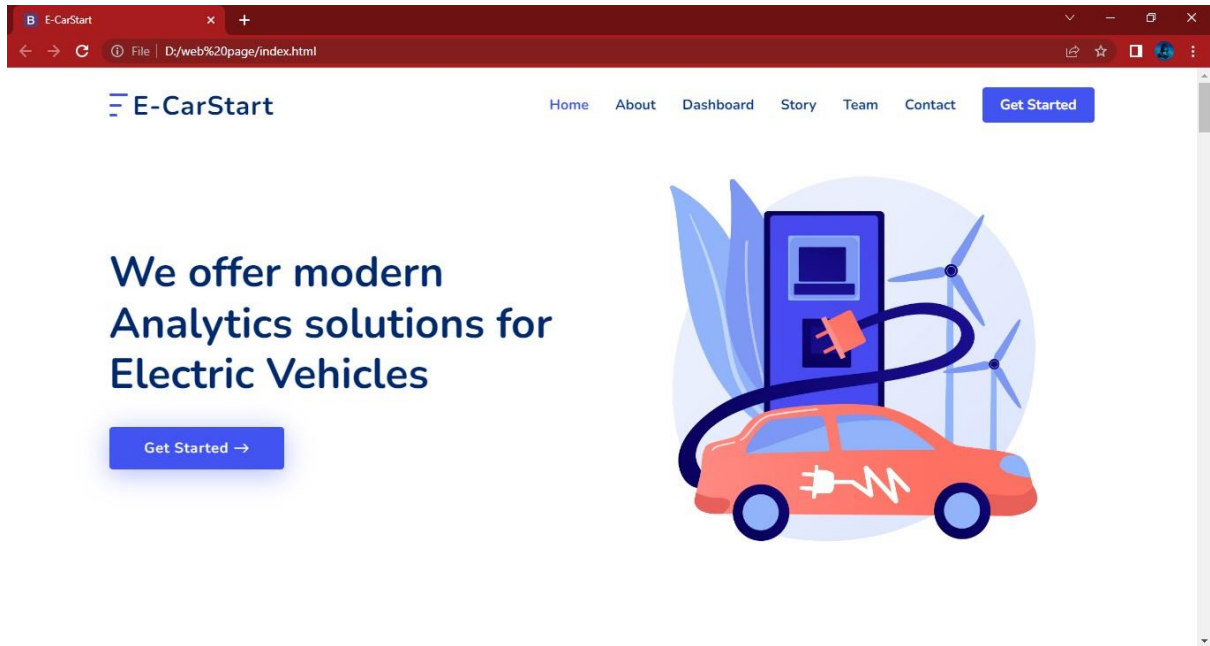 B E-CarStart
File | D:/web%20page/index.html
E-CarStart
Home About Dashboard Story Team Contact Get Started
We offer modern
Analytics solutions for
Electric Vehicles
Get Started →